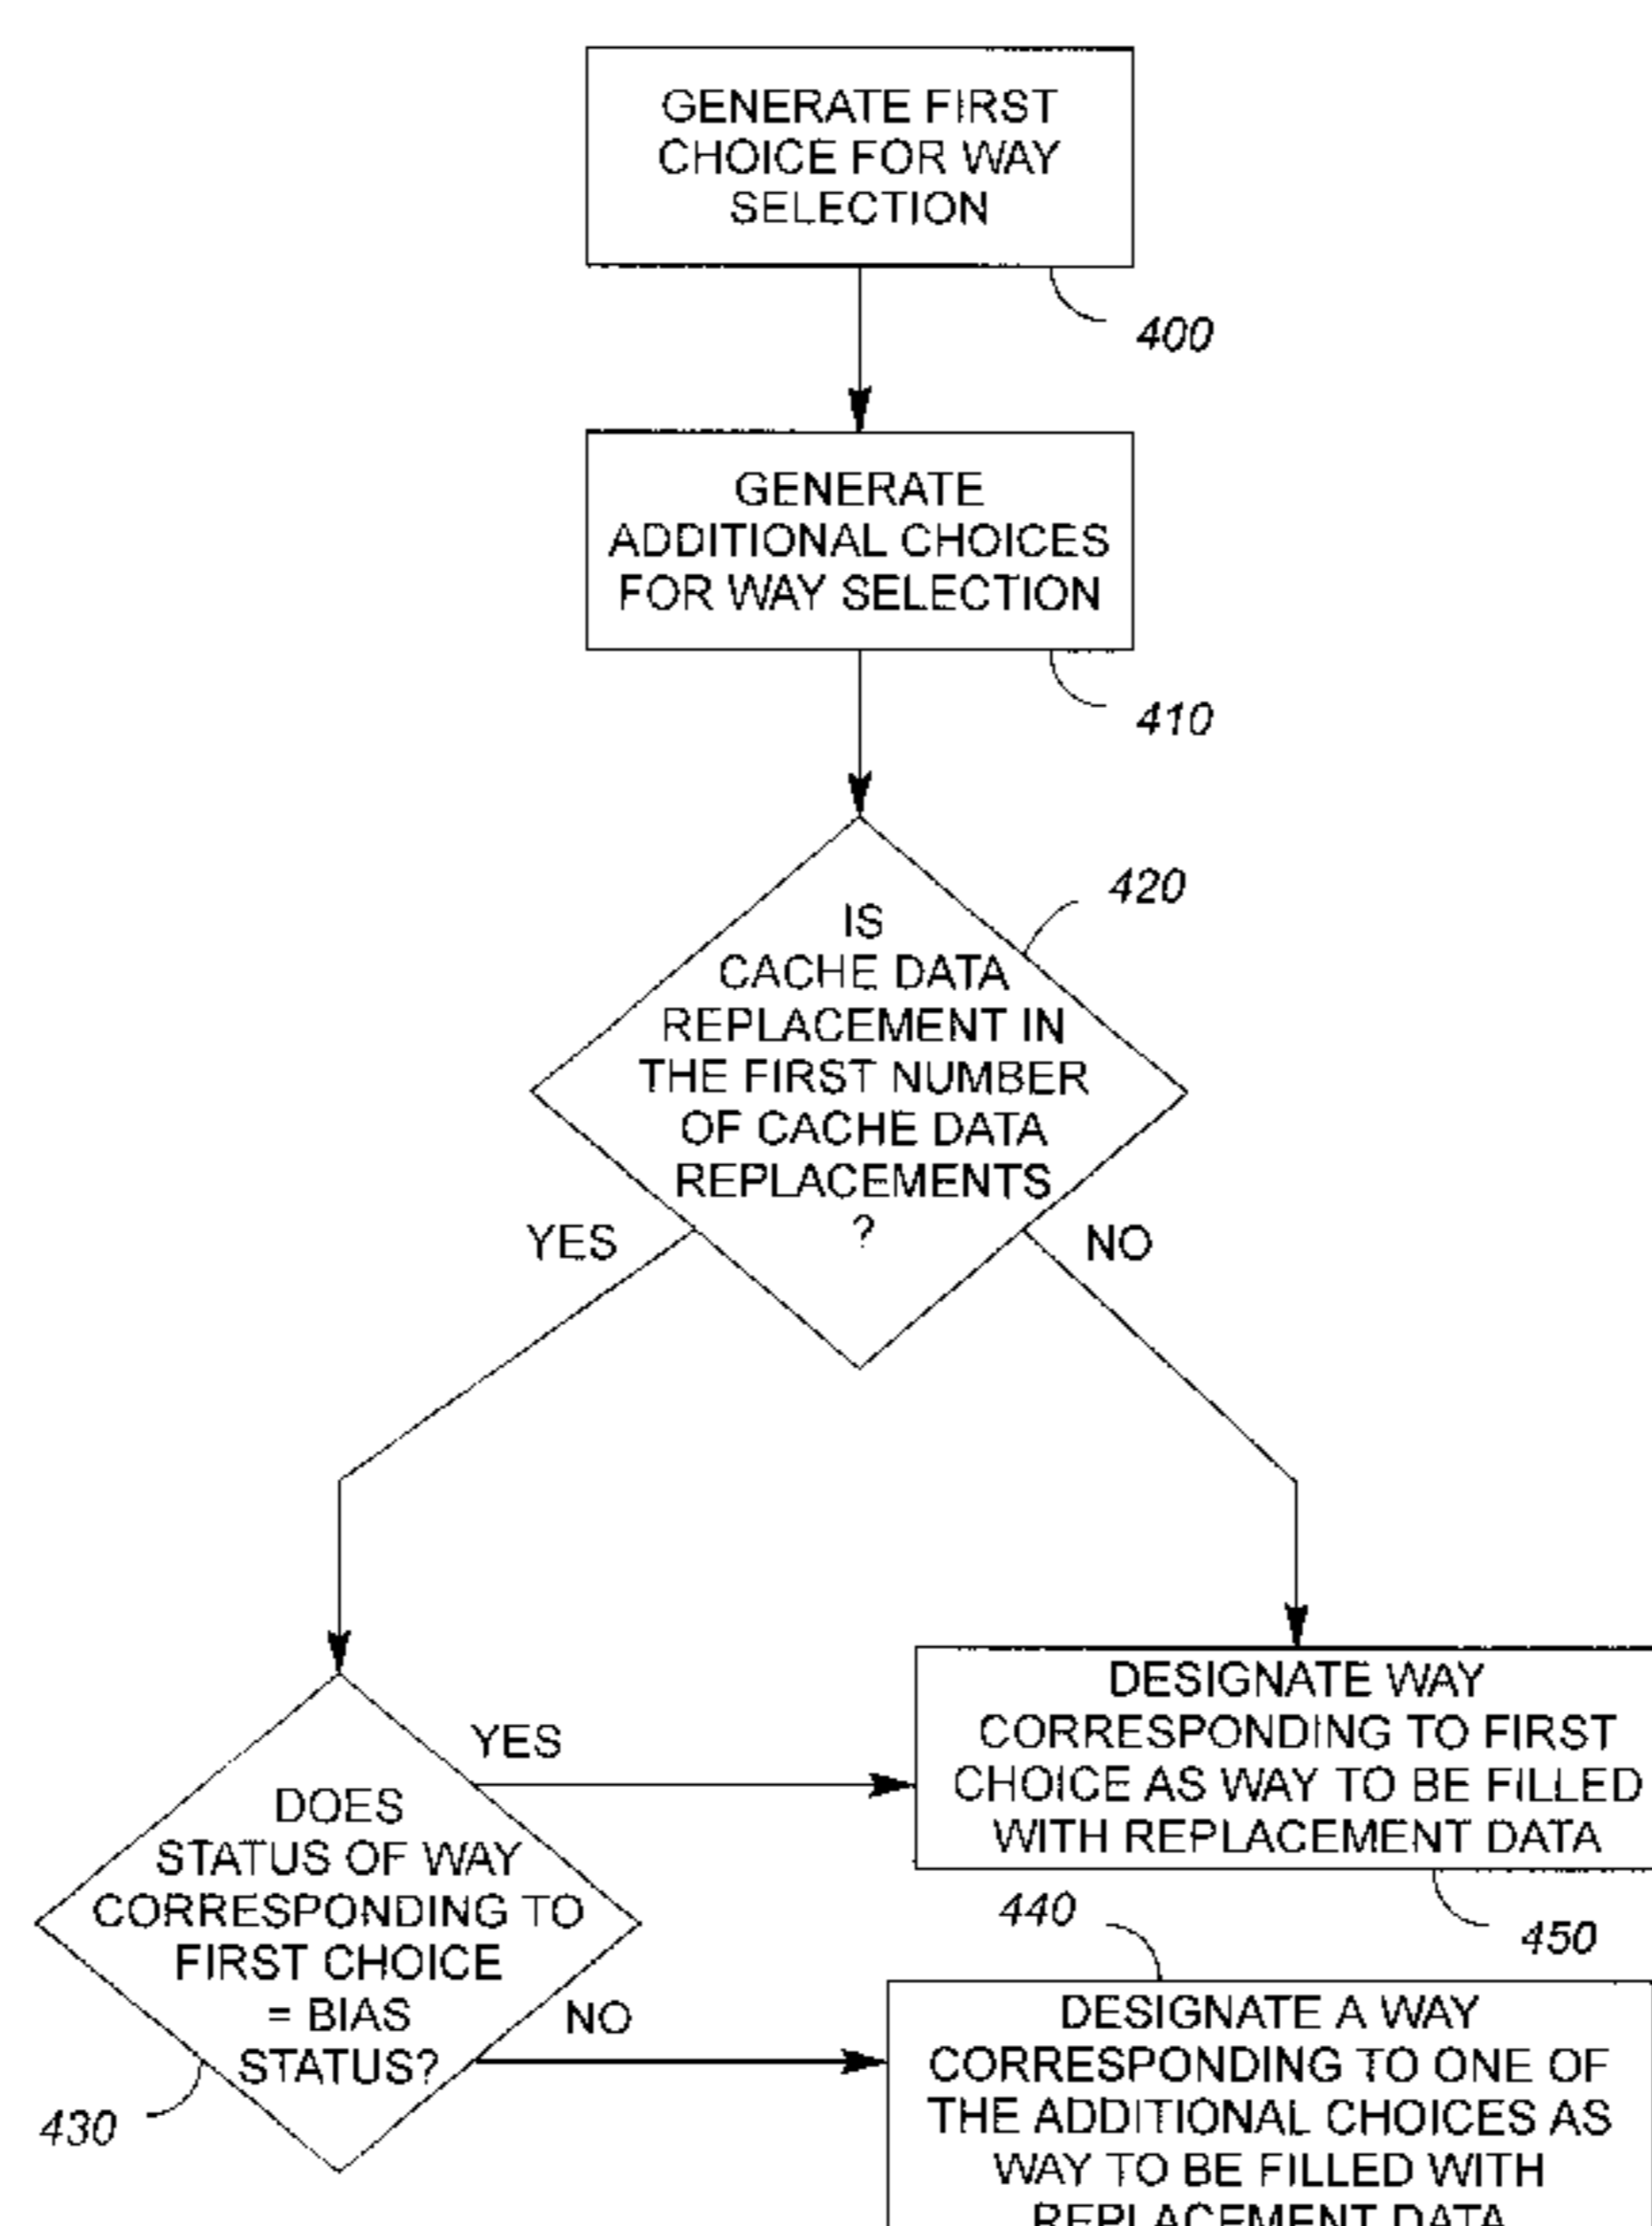 GENERATE FIRST
CHOICE FOR WAY
SELECTION
400
GENERATE
ADDITIONAL CHOICES
FOR WAY SELECTION
410
420
IS
CACHE DATA
REPLACEMENT IN
THE FIRST NUMBER
OF CACHE DATA
REPLACEMENTS
?
YES
NO
DESIGNATE WAY
CORRESPONDING TO FIRST
CHOICE AS WAY TO BE FILLED
WITH REPLACEMENT DATA
450
YES
DOES
STATUS OF WAY
CORRESPONDING TO
FIRST CHOICE
= BIAS
STATUS?
NO
430
440
DESIGNATE A WAY
CORRESPONDING TO ONE OF
THE ADDITIONAL CHOICES AS
WAY TO BE FILLED WITH
REPLACEMENT DATA